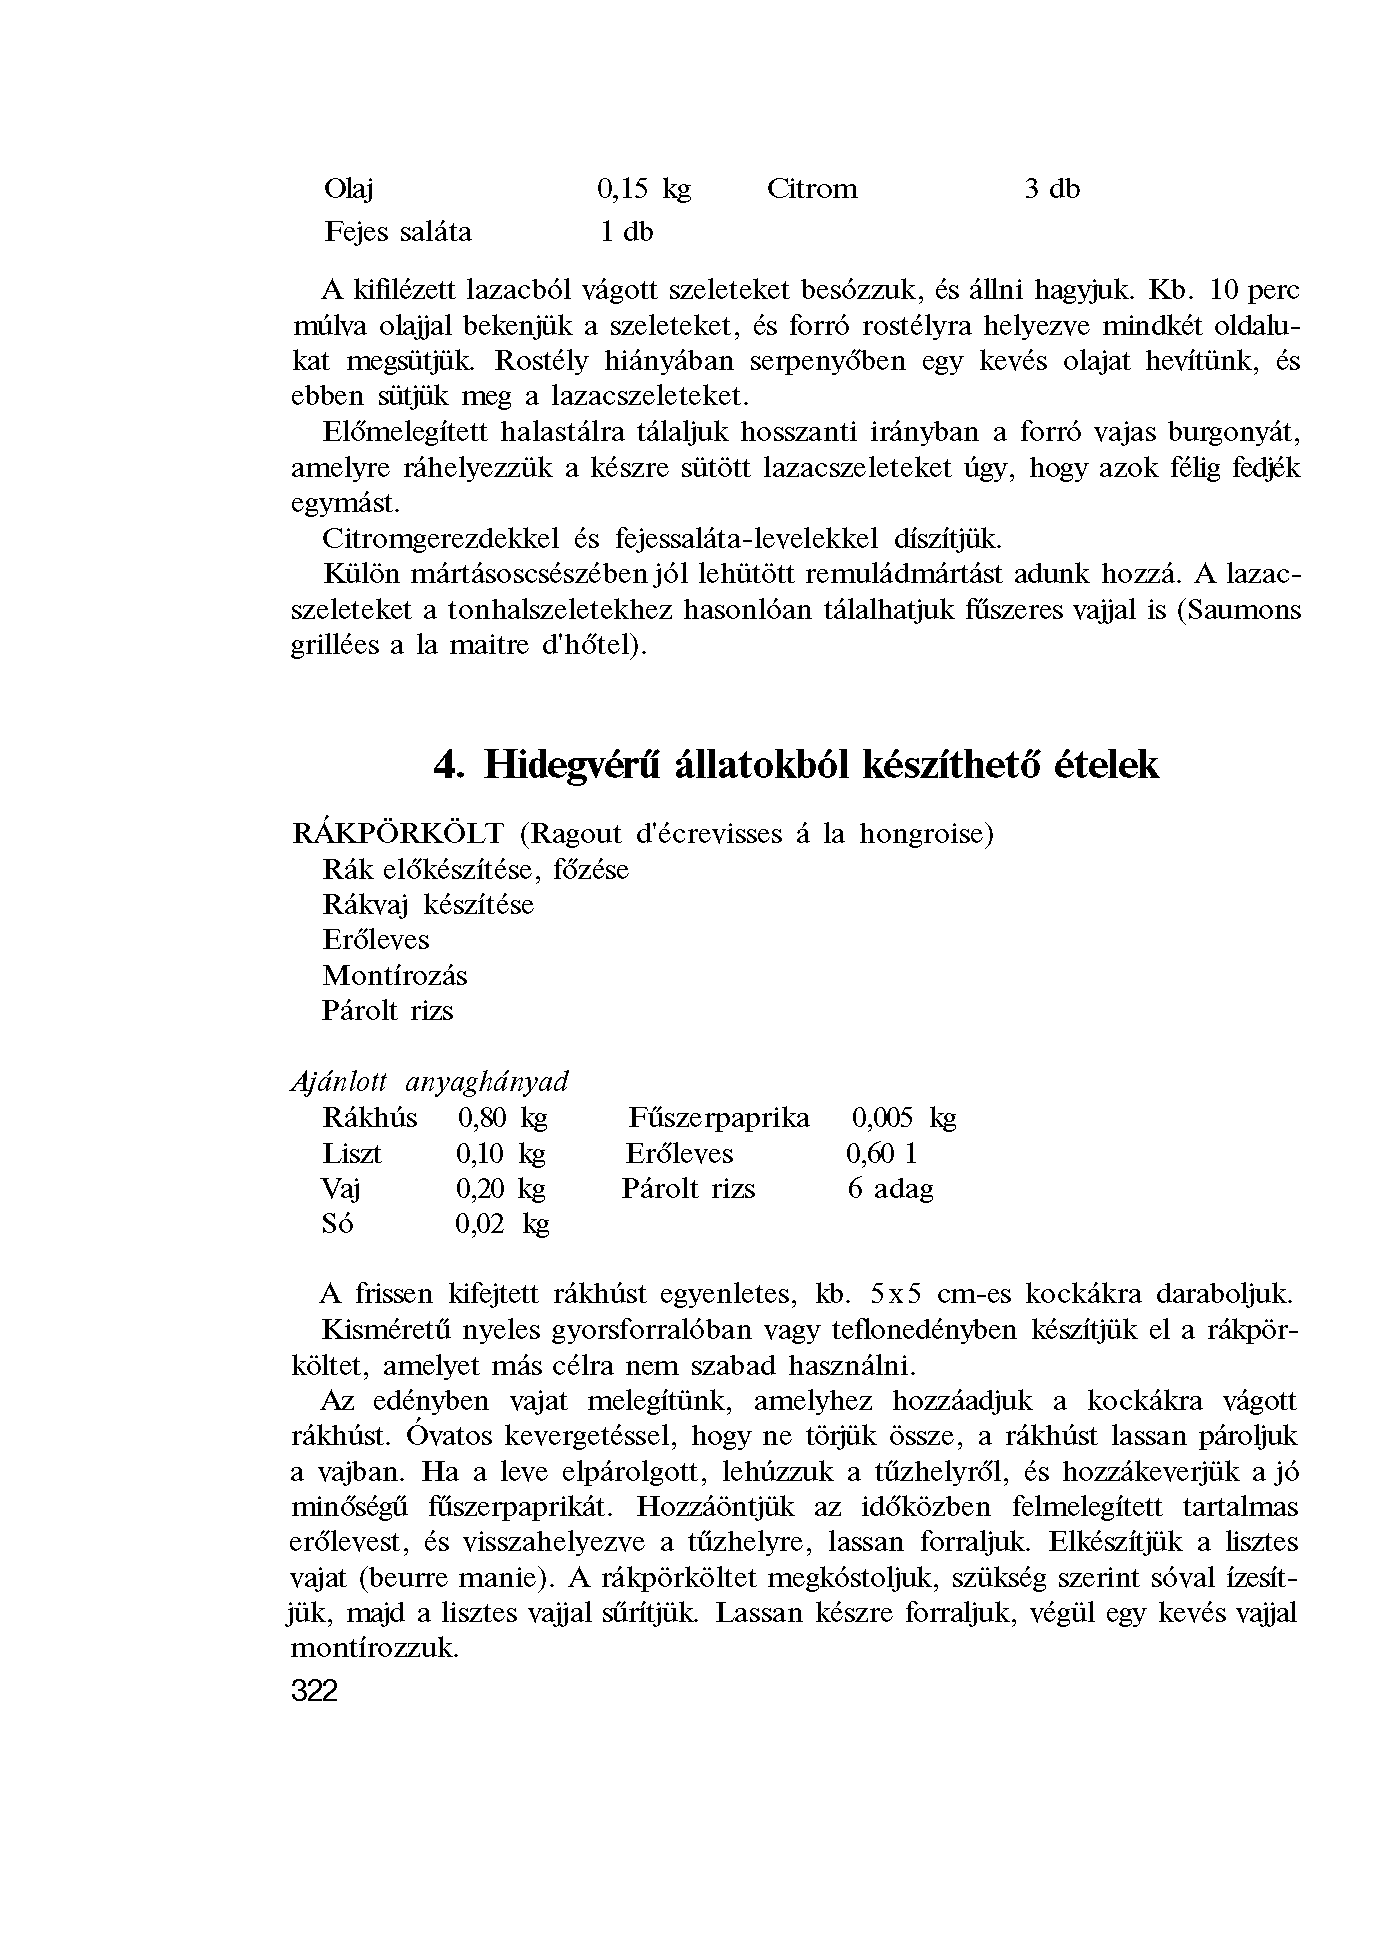 Olaj 0,15 kg Citrom 3 db
Fejes saláta 1 db
A kifilézett lazacból vágott szeleteket besózzuk, és állni hagyjuk. Kb. 10 perc
múlva olajjal bekenjük a szeleteket, és forró rostélyra helyezve mindkét oldalu-
kat megsütjük. Rostély hiányában serpenyőben egy kevés olajat hevítünk, és
ebben sütjük meg a lazacszeleteket.
Előmelegített halastálra tálaljuk hosszanti irányban a forró vajas burgonyát,
amelyre ráhelyezzük a készre sütött lazacszeleteket úgy, hogy azok félig fedjék
egymást.
Citromgerezdekkel és fejessaláta-levelekkel díszítjük.
Külön mártásoscsészében jól lehütött remuládmártást adunk hozzá. A lazac-
szeleteket a tonhalszeletekhez hasonlóan tálalhatjuk fűszeres vajjal is (Saumons
grillées a la maitre d'hőtel).
4. Hidegvérű állatokból készíthető ételek
RÁKPÖRKÖLT (Ragout d'écrevisses á la hongroise)
Rák előkészítése, főzése
Rákvaj készítése
Erőleves
Montírozás
Párolt rizs
Ajánlott anyaghányad
Rákhús 0,80 kg Fűszerpaprika 0,005 kg
Liszt 0,10 kg Erőleves 0,60 1
Vaj 0,20 kg Párolt rizs 6 adag
Só 0,02 kg
A frissen kifejtett rákhúst egyenletes, kb. 5x5 cm-es kockákra daraboljuk.
Kisméretű nyeles gyorsforralóban vagy teflonedényben készítjük el a rákpör-
költet, amelyet más célra nem szabad használni.
Az edényben vajat melegítünk, amelyhez hozzáadjuk a kockákra vágott
rákhúst. Óvatos kevergetéssel, hogy ne törjük össze, a rákhúst lassan pároljuk
a vajban. Ha a leve elpárolgott, lehúzzuk a tűzhelyről, és hozzákeverjük a jó
minőségű fűszerpaprikát. Hozzáöntjük az időközben felmelegített tartalmas
erőlevest, és visszahelyezve a tűzhelyre, lassan forraljuk. Elkészítjük a lisztes
vajat (beurre manie). A rákpörköltet megkóstoljuk, szükség szerint sóval ízesít-
jük, majd a lisztes vajjal sűrítjük. Lassan készre forraljuk, végül egy kevés vajjal
montírozzuk.
322